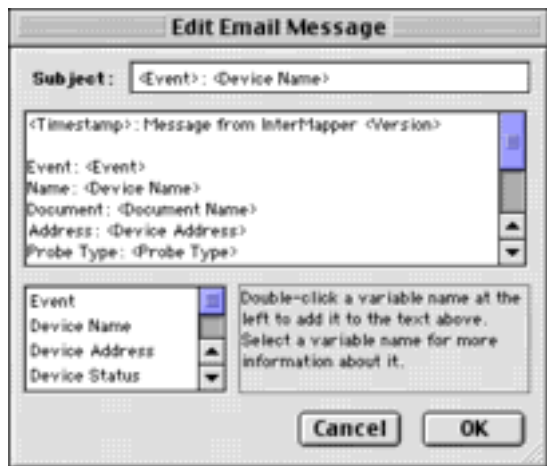 Edit Email Message
Subject: <Event>: <Device Name>
<Timestamp>: Message from InterMapper <Version>
Event: <Event>
Name: <Device Name>
Document: <Document Name>
Address: <Device Address>
Probe Type: <Probe Type>
Event
Device Name
Device Address
Device Status
Double-click a variable name at the
left to add it to the text above.
Select a variable name for more
information about it.
Cancel OK